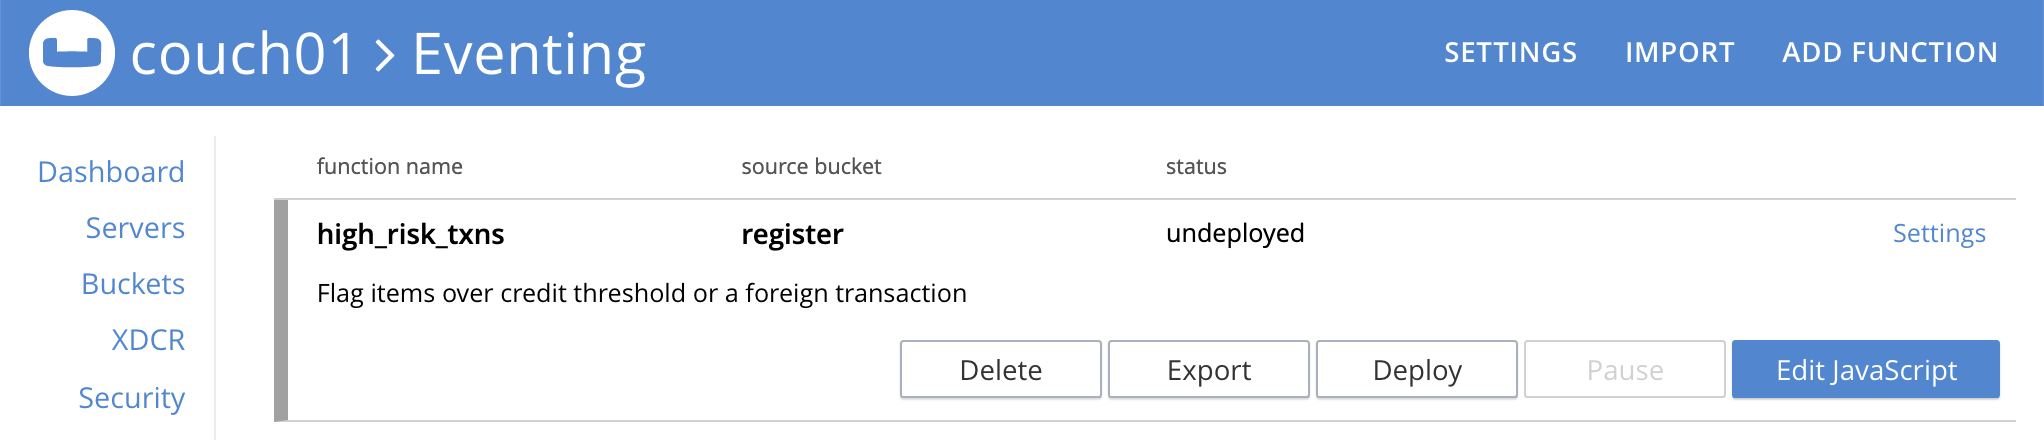 couch01 > Eventing
SETTINGS IMPORT ADD FUNCTION
Dashboard
Servers
Buckets
XDCR
Security
function name source bucket status
high_risk_txns register undeployed Settings
Flag items over credit threshold or a foreign transaction
Delete Export Deploy Pause Edit JavaScript